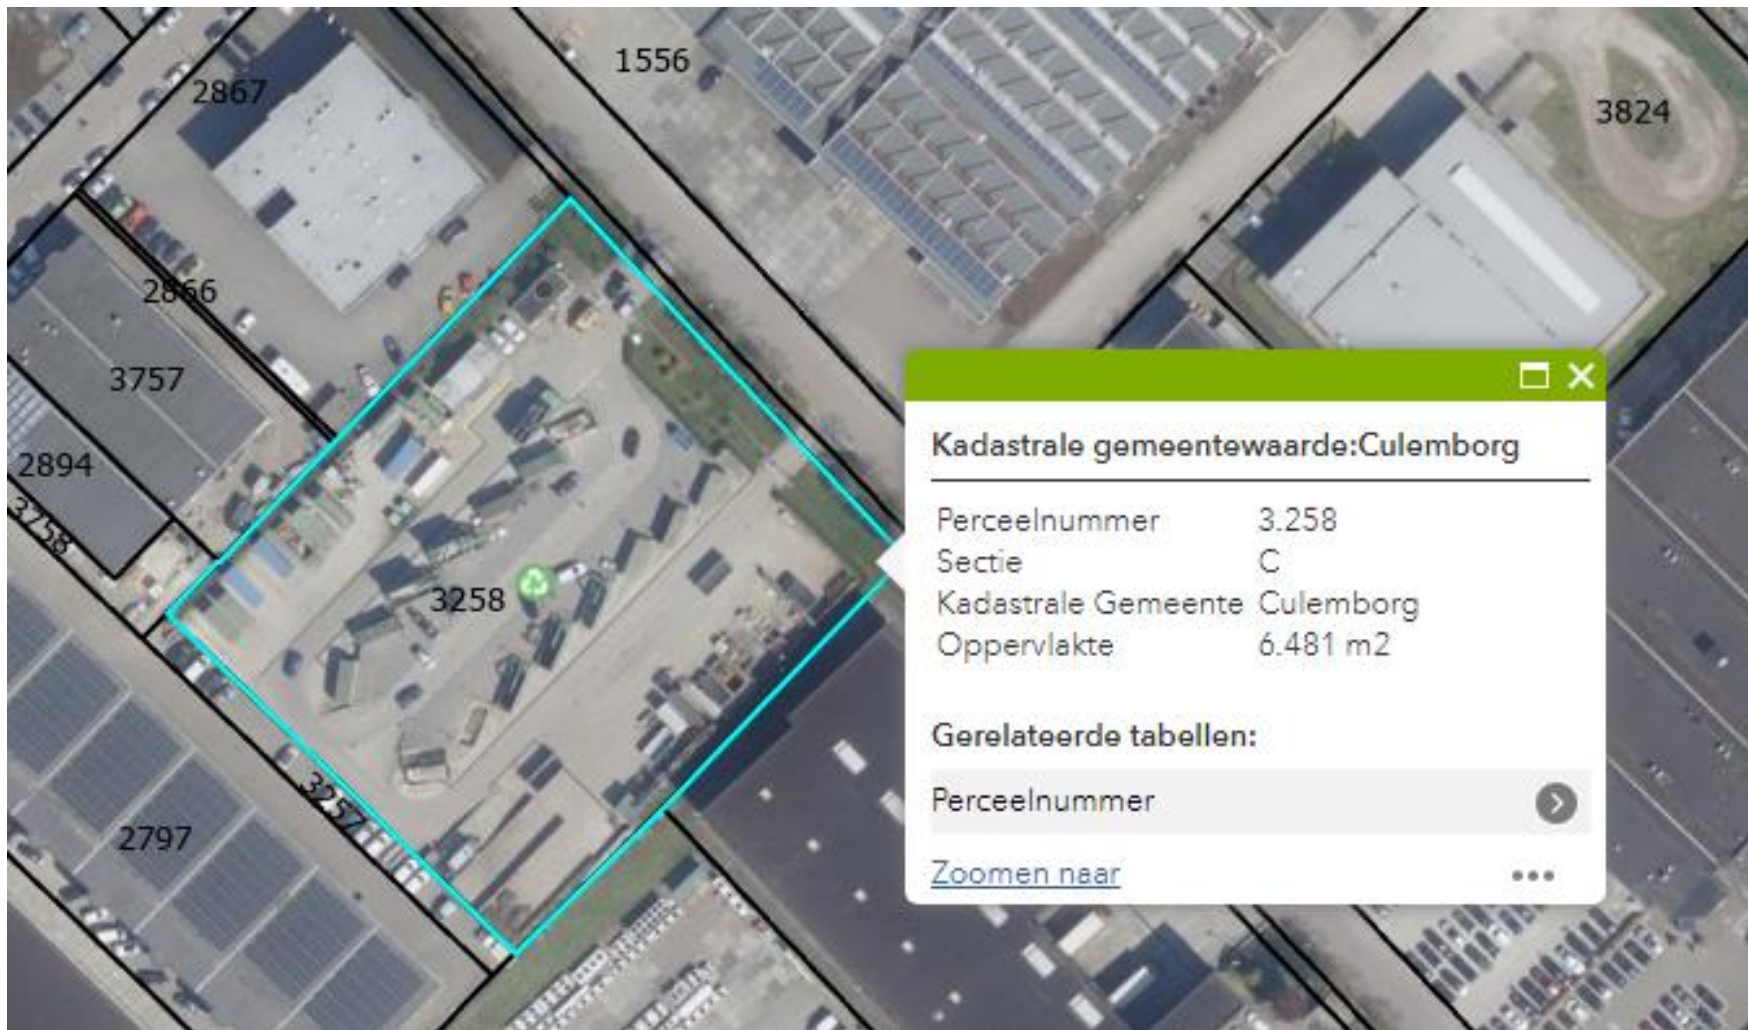 1556
2867
3824
2866
3757
2894
3758
3258
3257
2797
Kadastrale gemeentewaarde:Culemborg
Perceelnummer 3.258
Sectie C
Kadastrale Gemeente Culemborg
Oppervlakte 6.481 m2
Gerelateerde tabellen:
Perceelnummer
Zoomen naar